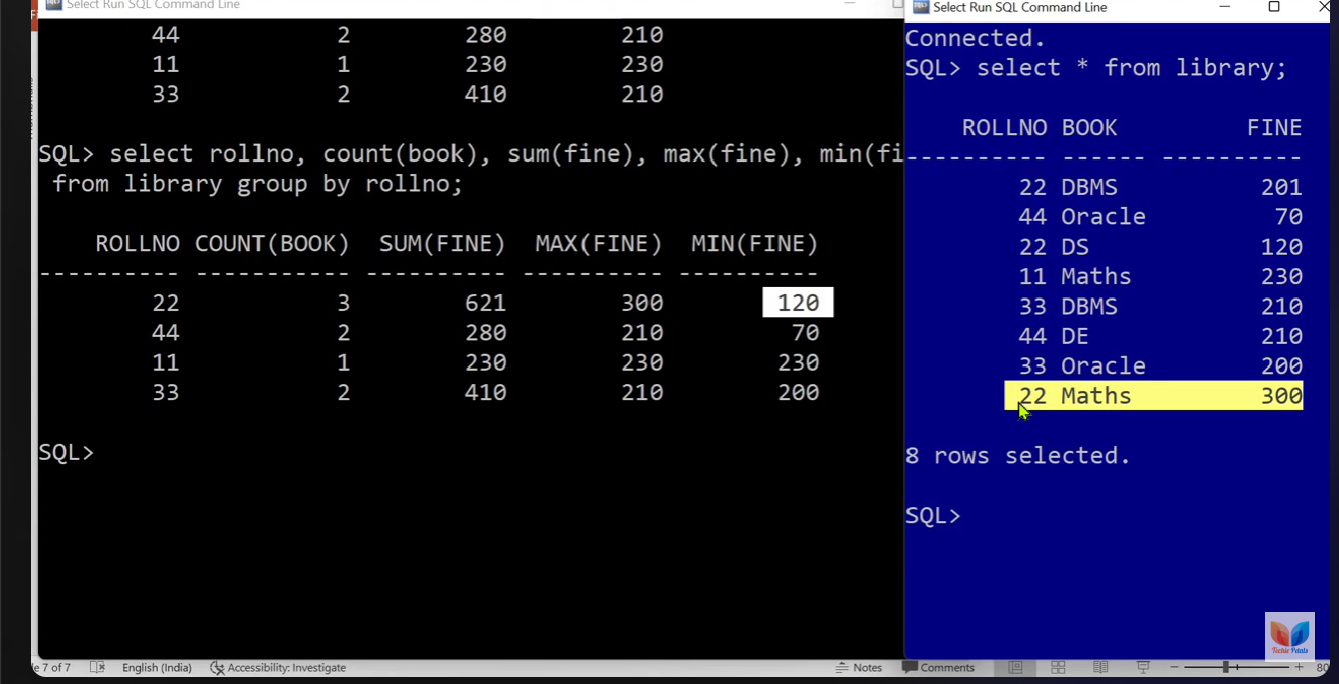 Select Run SQL Command Line
44 2 280 210
11 1 230 230
33 2 410 210
SQL> select rollno, count(book), sum(fine), max(fine), min(fi
from library group by rollno;
ROLLNO COUNT(BOOK) SUM(FINE) MAX(FINE) MIN(FINE)
---------- ----------- ---------- ---------- ----------
22 3 621 300 120
44 2 280 210 70
11 1 230 230 230
33 2 410 210 200
SQL>
Select Run SQL Command Line
Connected.
SQL> select * from library;
ROLLNO BOOK FINE
---------- ------ ----------
22 DBMS 201
44 Oracle 70
22 DS 120
11 Maths 230
33 DBMS 210
44 DE 210
33 Oracle 200
22 Maths 300
8 rows selected.
SQL>
Techie Petals
7 of 7 English (India) Accessibility: Investigate Notes Comments 80